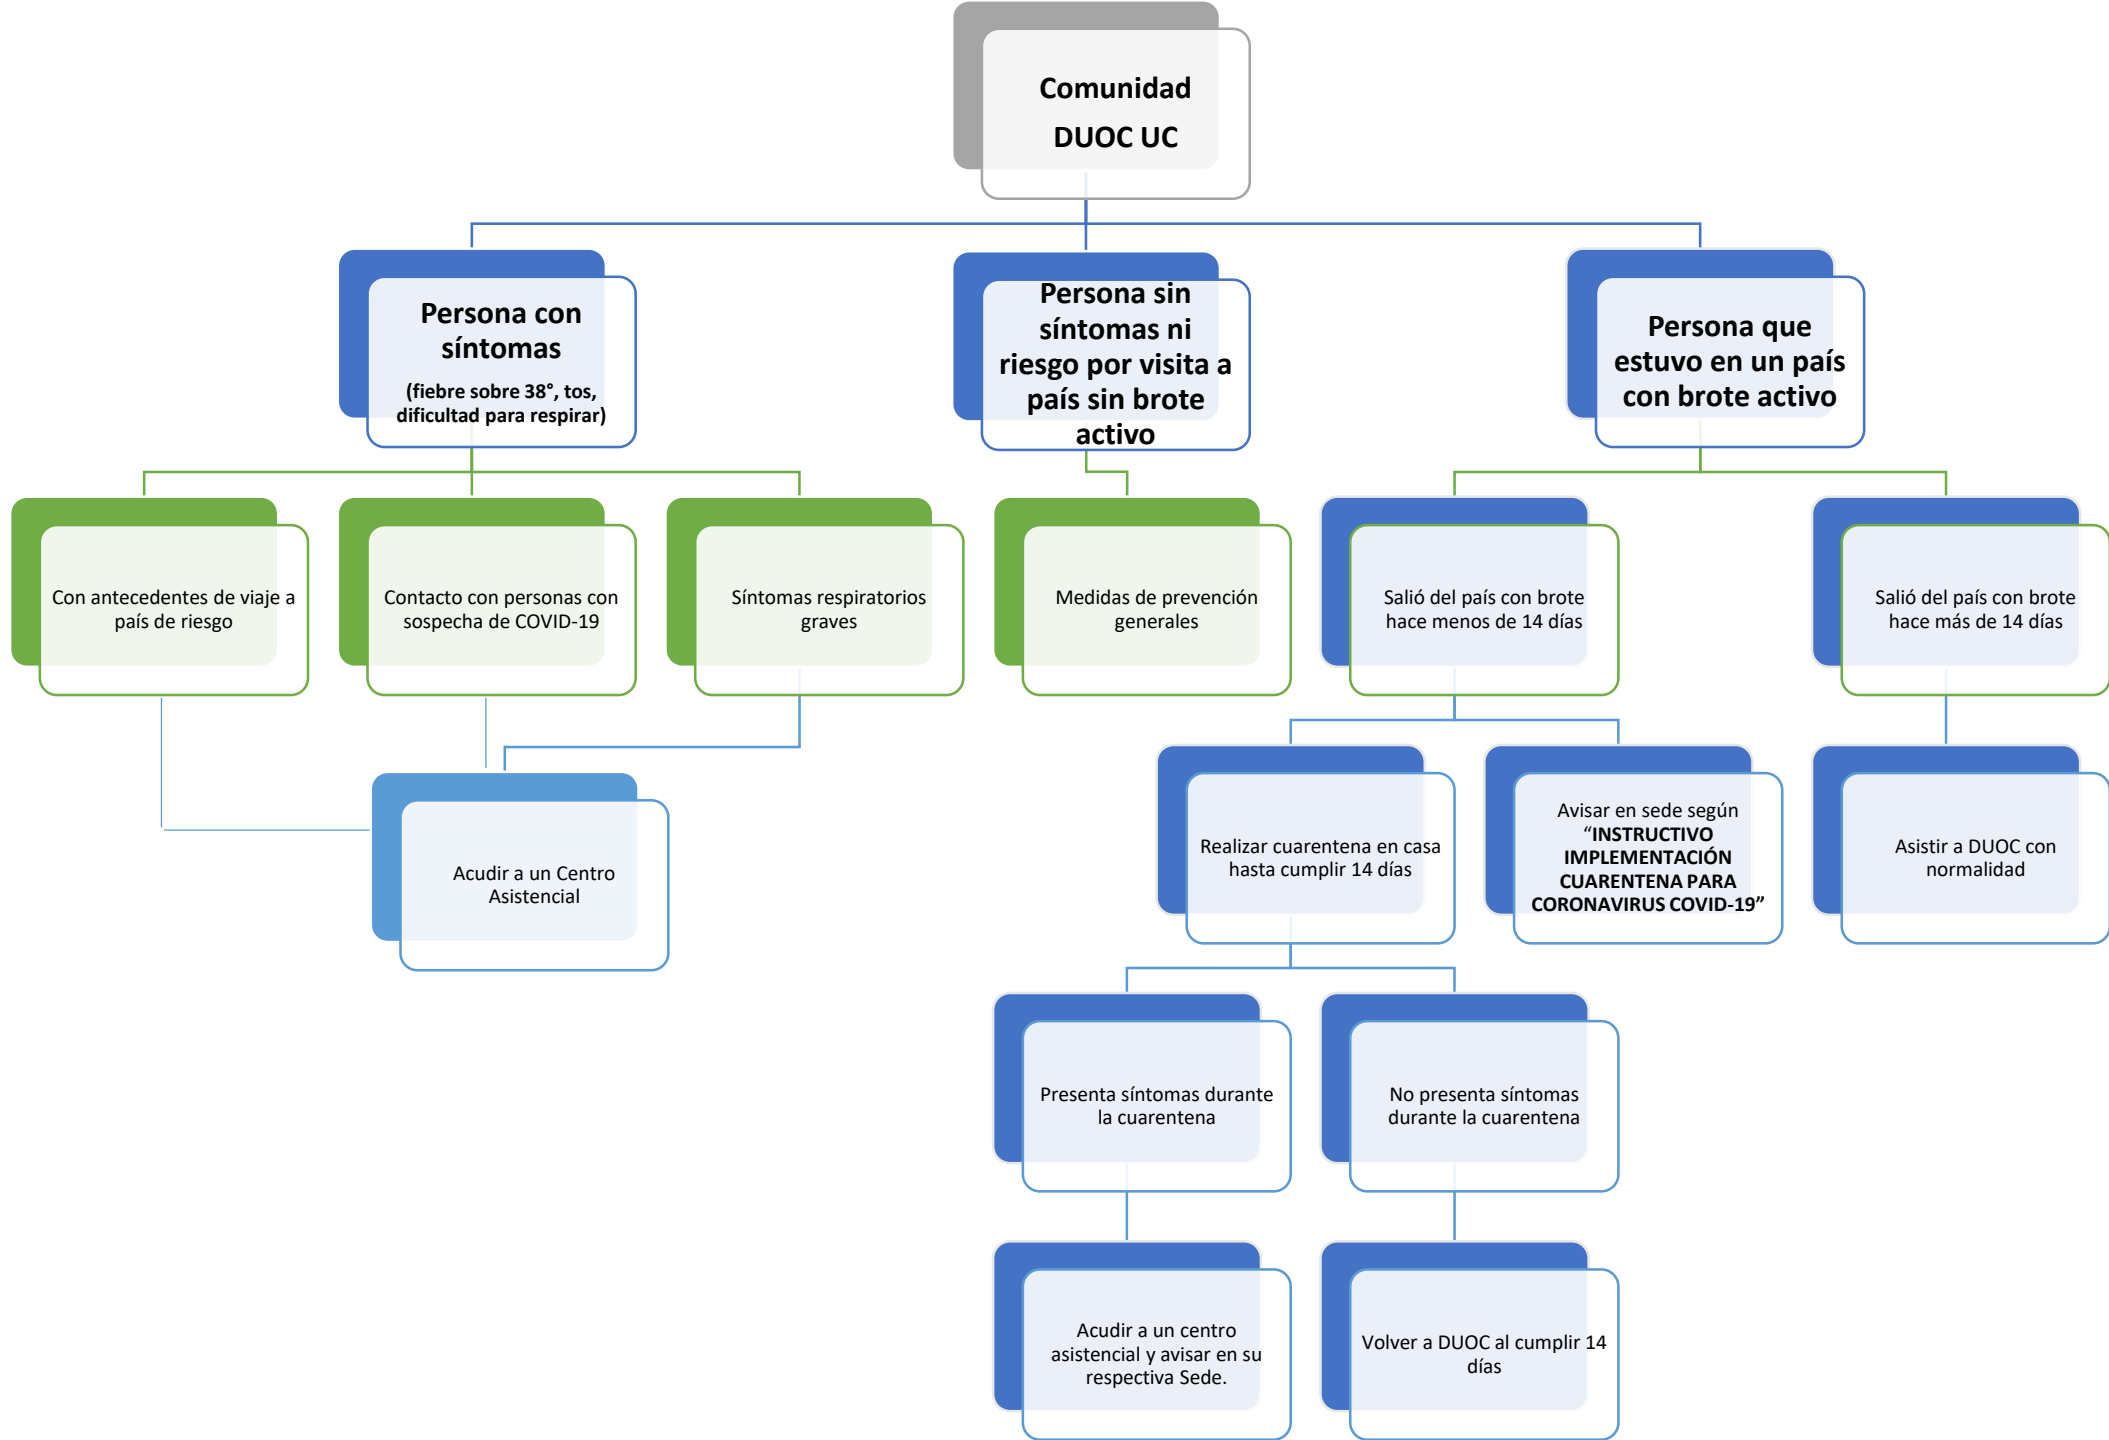 Comunidad
DUOC UC
Persona con
síntomas
(fiebre sobre 38°, tos,
dificultad para respirar)
Persona sin
síntomas ni
riesgo por visita a
país sin brote
activo
Persona que
estuvo en un país
con brote activo
Con antecedentes de viaje a
país de riesgo
Contacto con personas con
sospecha de COVID-19
Síntomas respiratorios
graves
Medidas de prevención
generales
Salió del país con brote
hace menos de 14 días
Salió del país con brote
hace más de 14 días
Acudir a un Centro
Asistencial
Realizar cuarentena en casa
hasta cumplir 14 días
Avisar en sede según
“INSTRUCTIVO
IMPLEMENTACIÓN
CUARENTENA PARA
CORONAVIRUS COVID-19”
Asistir a DUOC con
normalidad
Presenta síntomas durante
la cuarentena
No presenta síntomas
durante la cuarentena
Acudir a un centro
asistencial y avisar en su
respectiva Sede.
Volver a DUOC al cumplir 14
días